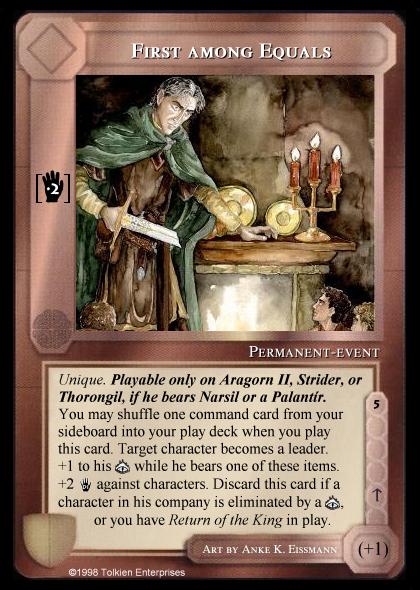 First among Equals
[-2]
Permanent-event
Unique. Playable only on Aragorn II, Strider, or
Thorongil, if he bears Narsil or a Palantír.
You may shuffle one command card from your
sideboard into your play deck when you play
this card. Target character becomes a leader.
+1 to his while he bears one of these items.
+2 against characters. Discard this card if a
character in his company is eliminated by a ,
or you have Return of the King in play.
5
Art by Anke K. Eissmann
(+1)
©1998 Tolkien Enterprises